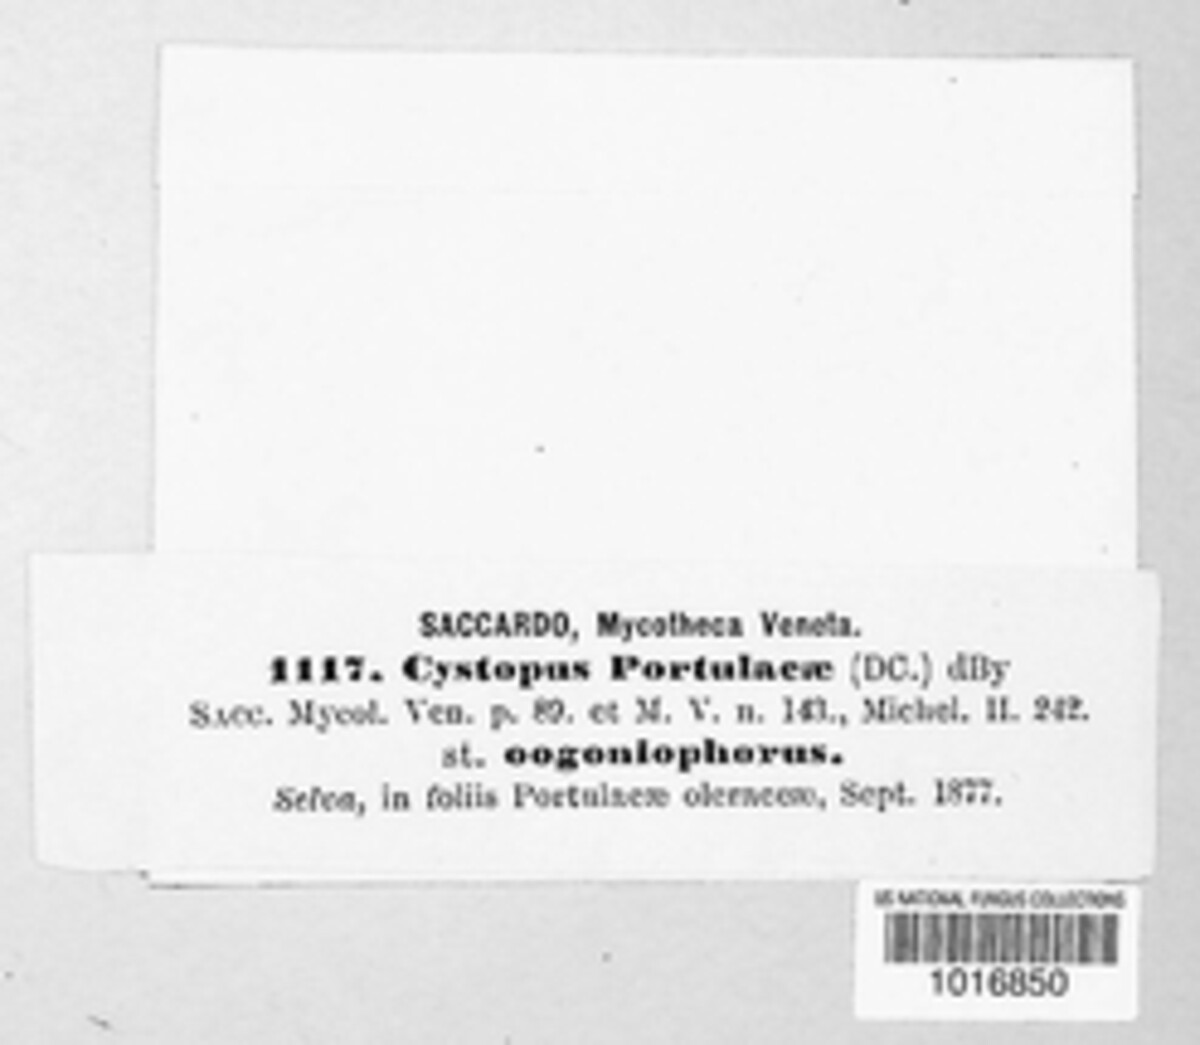 SACCARDO, Mycotheca Veneta.
1117. Cystopus Portulacæ (DC.) dBy
SACC. Mycol. Ven. p. 89. et M. V. n. 143., Michel. II. 242.
st. oogoniophorus.
Selva, in foliis Portulacæ oleraceæ, Sept. 1877.
US NATIONAL FUNGUS COLLECTIONS
1016850